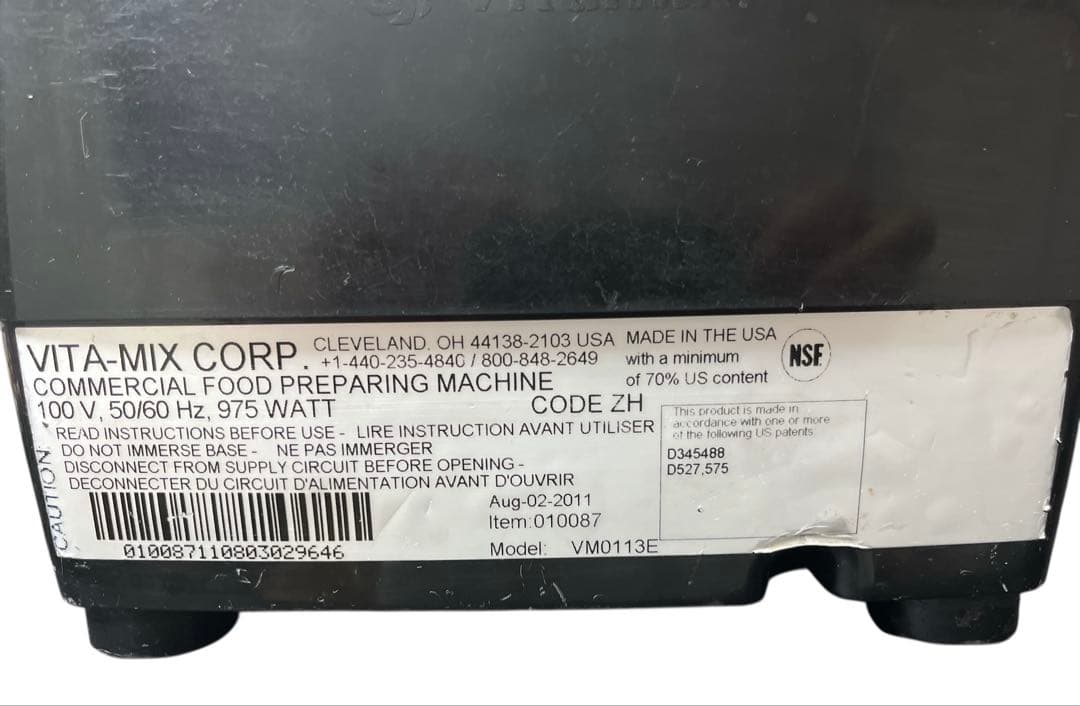 VITA-MIX CORP.
CLEVELAND, OH 44138-2103 USA
+1-440-235-4840 / 800-848-2649
MADE IN THE USA
with a minimum
of 70% US content
NSF
COMMERCIAL FOOD PREPARING MACHINE
100 V, 50/60 Hz, 975 WATT
CODE ZH
CAUTION:
READ INSTRUCTIONS BEFORE USE - LIRE INSTRUCTION AVANT UTILISER
DO NOT IMMERSE BASE - NE PAS IMMERGER
DISCONNECT FROM SUPPLY CIRCUIT BEFORE OPENING -
DECONNECTER DU CIRCUIT D'ALIMENTATION AVANT D'OUVRIR
This product is made in
accordance with one or more
of the following US patents
D345488
D527,575
Aug-02-2011
Item:010087
Model: VM0113E
010087110803029646